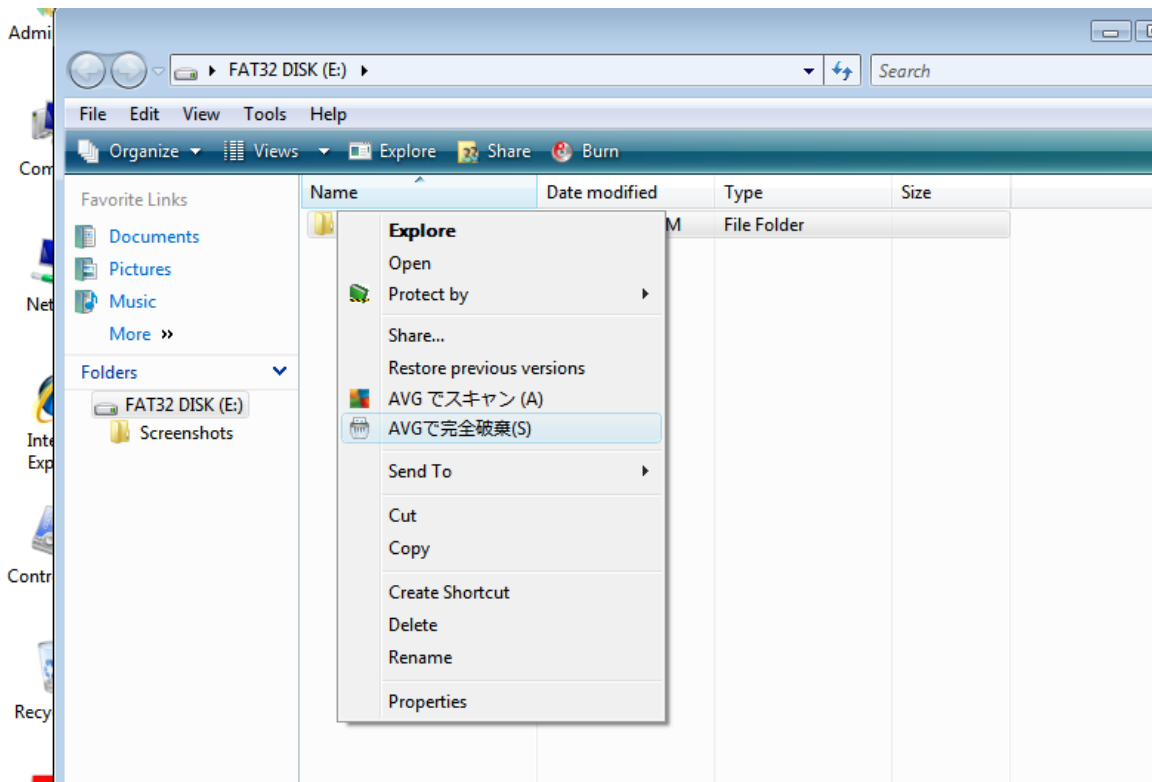 Admi
FAT32 DISK (E:)
Search
File Edit View Tools Help
Com
Organize Views Explore Share Burn
Favorite Links
Name Date modified Type Size
Documents
M File Folder
Pictures
Music
More »
Net
Folders
FAT32 DISK (E:)
Screenshots
Inte
Exp
Contr
Recy
Explore
Open
Protect by
Share...
Restore previous versions
AVG でスキャン (A)
AVGで完全破棄(S)
Send To
Cut
Copy
Create Shortcut
Delete
Rename
Properties